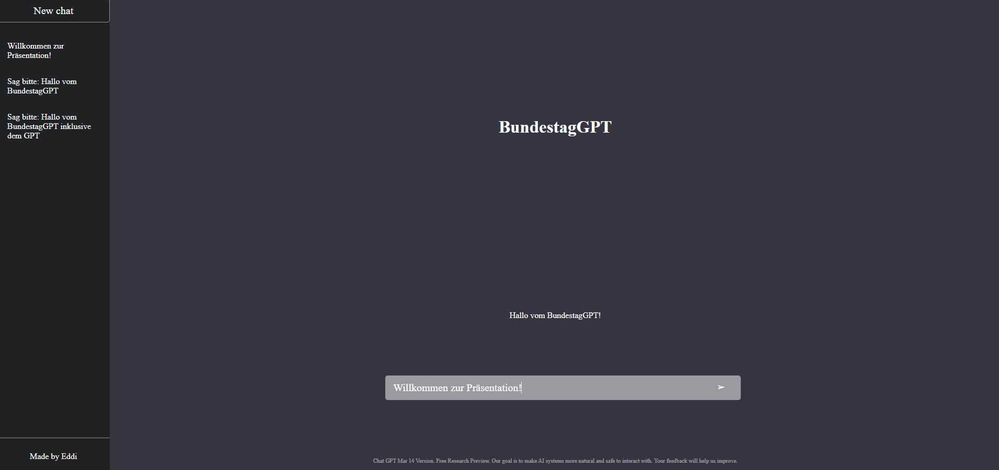 New chat
Willkommen zur
Präsentation!
Sag bitte: Hallo vom
BundestagGPT
Sag bitte: Hallo vom
BundestagGPT inklusive
dem GPT
Made by Eddi
BundestagGPT
Hallo vom BundestagGPT!
Willkommen zur Präsentation!
Chat GPT Mar 14 Version. Free Research Preview. Our goal is to make AI systems more natural and safe to interact with. Your feedback will help us improve.